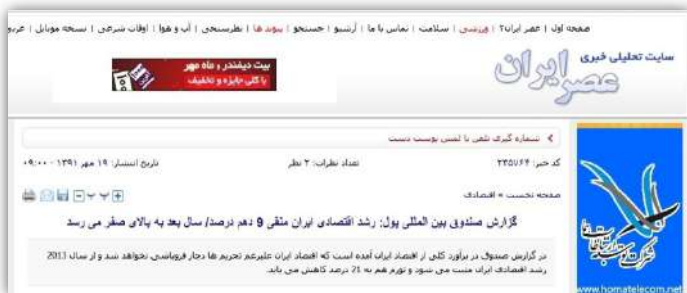 صفحه اول | عصر ایران۲ | ورزشی | سلامت | تماس با ما | آرشیو | جستجو | پیوند ها | نظرسنجی | آب و هوا | اوقات شرعی | نسخه موبایل | عربی
سایت تحلیلی خبری
عصر ایران
بیت دیفندر و ماه مهر
با کلی جایزه و تخفیف
شماره گیری تلفن با لمس پوست دست
کد خبر: ۲۳۵۷۶۴
تعداد نظرات: ۲ نظر
تاریخ انتشار: ۱۹ مهر ۱۳۹۱ - ۰۹:۰۰
صفحه نخست » اقتصادی
گزارش صندوق بین المللی پول: رشد اقتصادی ایران منفی 9 دهم درصد/ سال بعد به بالای صفر می رسد
در گزارش صندوق در برآورد کلی از اقتصاد ایران آمده است که اقتصاد ایران علیرغم تحریم ها دچار فروپاشی نخواهد شد و از سال 2013
رشد اقتصادی ایران مثبت می شود و تورم هم به 21 درصد کاهش می یابد.
www.homatelecom.net